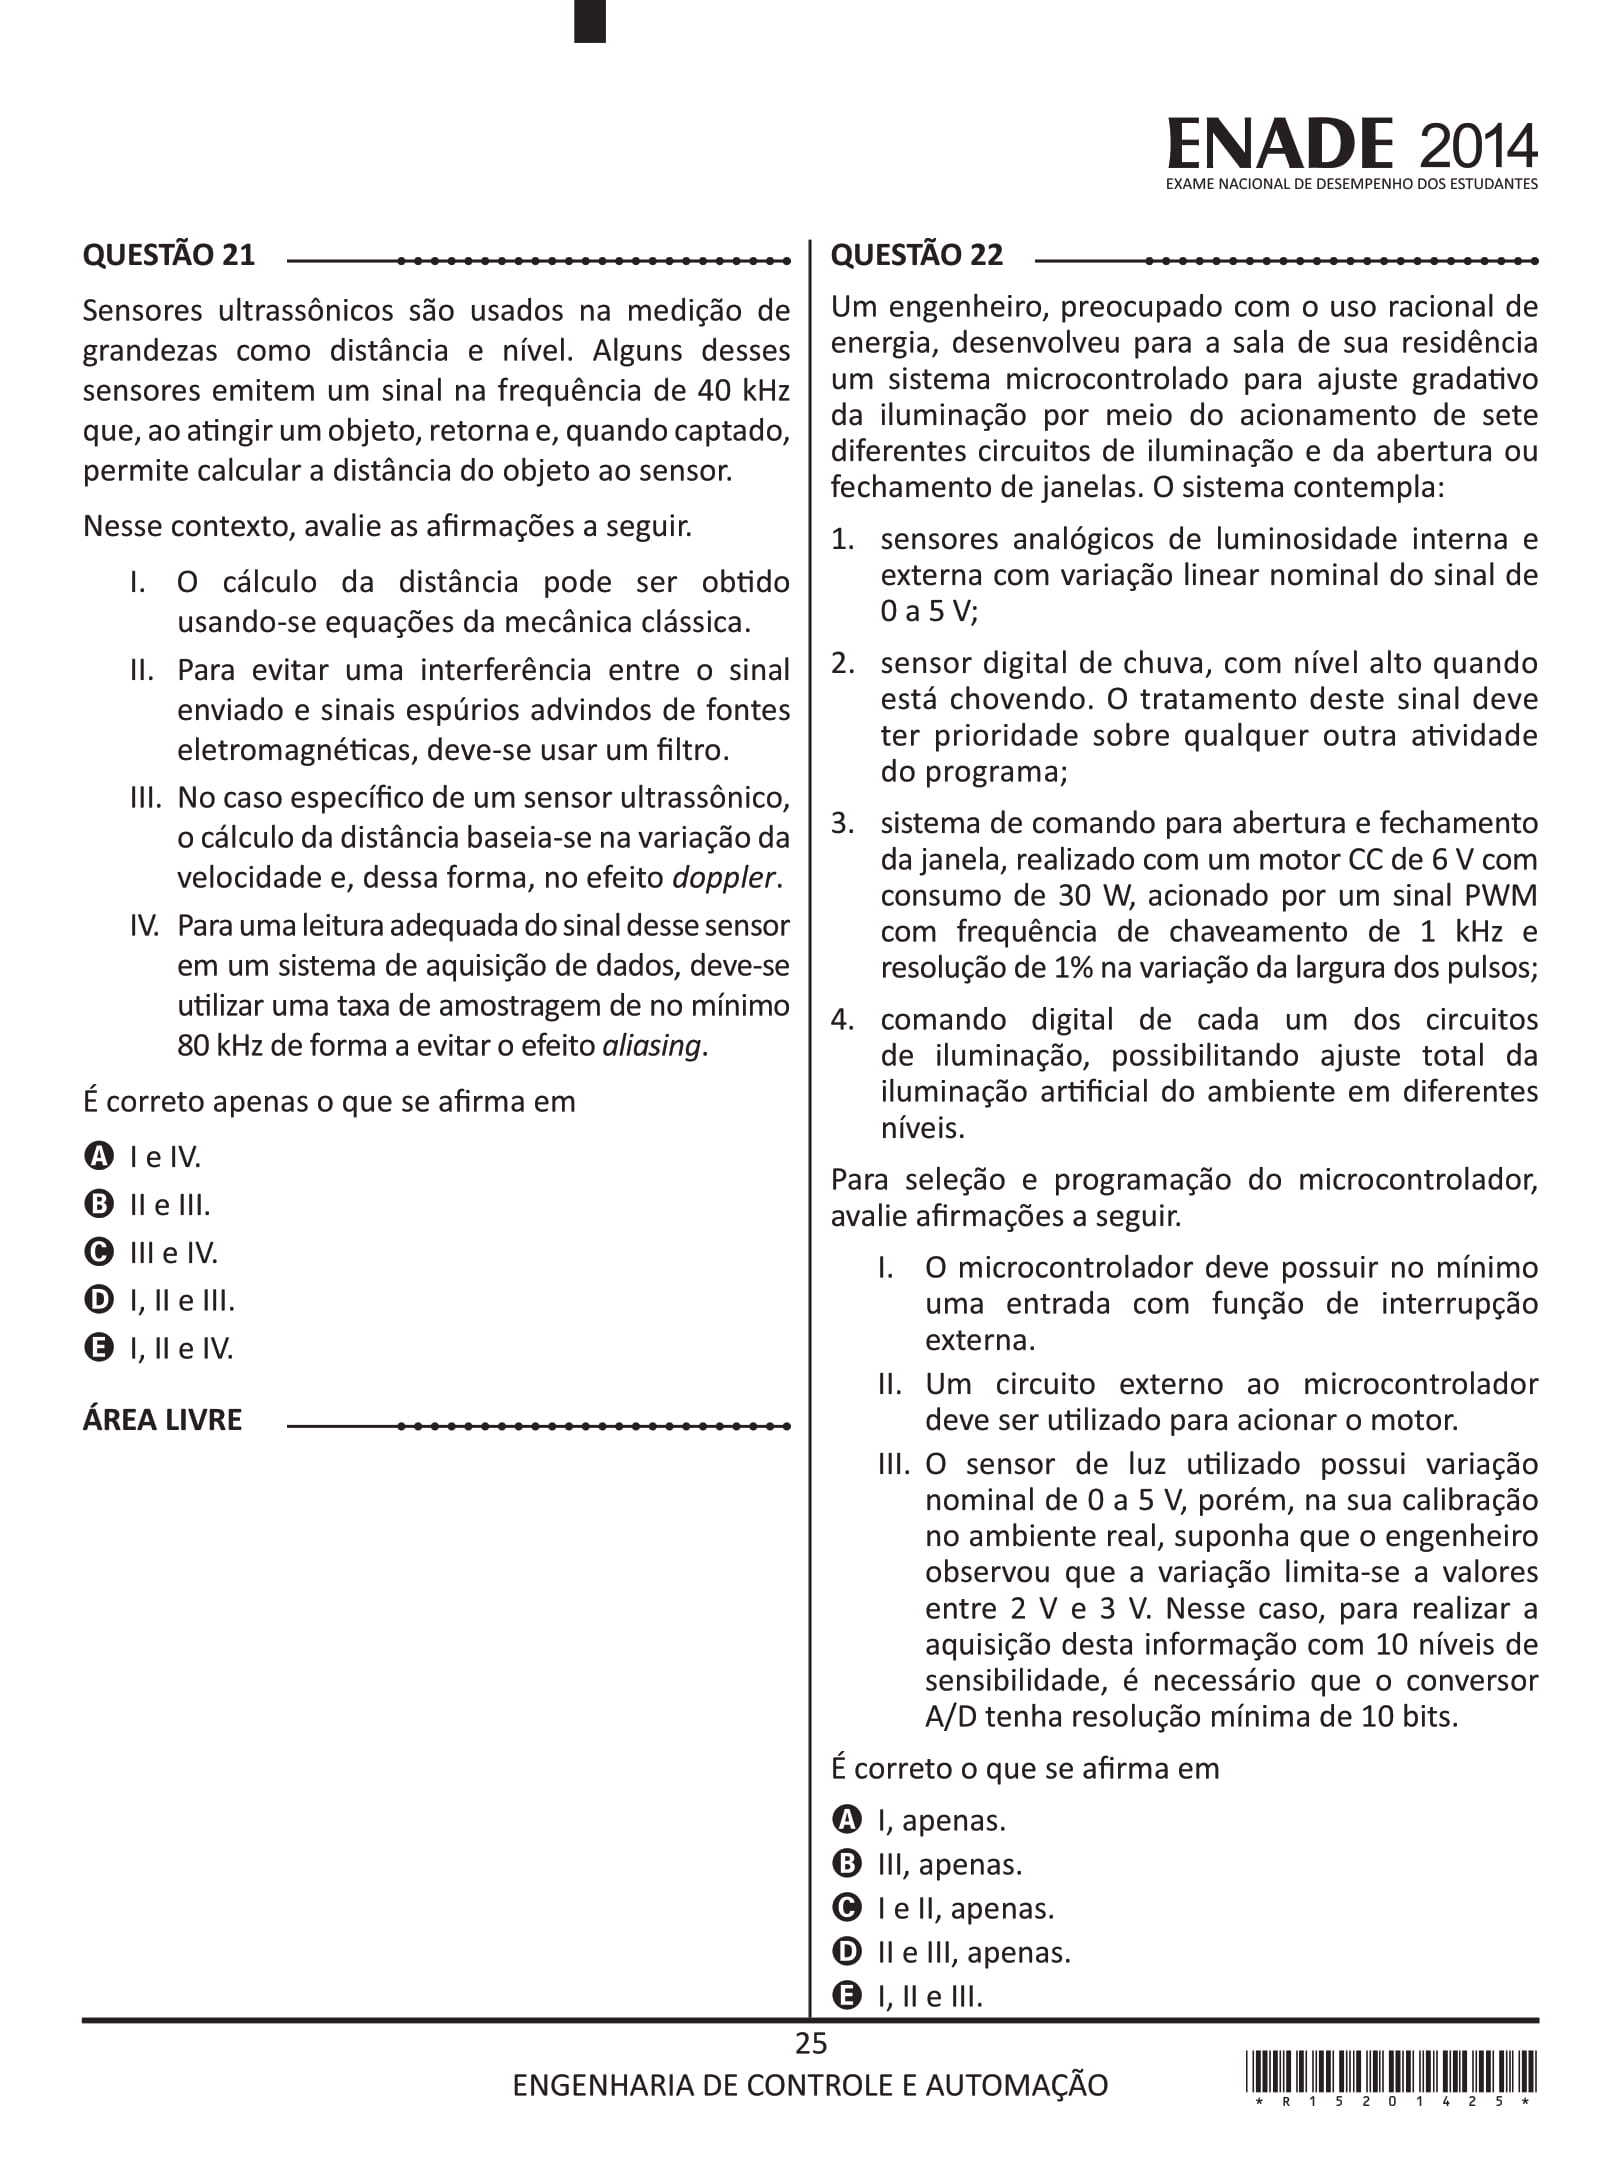 ENADE 2014
EXAME NACIONAL DE DESEMPENHO DOS ESTUDANTES
QUESTÃO 21
Sensores ultrassônicos são usados na medição de
grandezas como distância e nível. Alguns desses
sensores emitem um sinal na frequência de 40 kHz
que, ao atingir um objeto, retorna e, quando captado,
permite calcular a distância do objeto ao sensor.
Nesse contexto, avalie as afirmações a seguir.
I. O cálculo da distância pode ser obtido
usando-se equações da mecânica clássica.
II. Para evitar uma interferência entre o sinal
enviado e sinais espúrios advindos de fontes
eletromagnéticas, deve-se usar um filtro.
III. No caso específico de um sensor ultrassônico,
o cálculo da distância baseia-se na variação da
velocidade e, dessa forma, no efeito doppler.
IV. Para uma leitura adequada do sinal desse sensor
em um sistema de aquisição de dados, deve-se
utilizar uma taxa de amostragem de no mínimo
80 kHz de forma a evitar o efeito aliasing.
É correto apenas o que se afirma em
A I e IV.
B II e III.
C III e IV.
D I, II e III.
E I, II e IV.
ÁREA LIVRE
QUESTÃO 22
Um engenheiro, preocupado com o uso racional de
energia, desenvolveu para a sala de sua residência
um sistema microcontrolado para ajuste gradativo
da iluminação por meio do acionamento de sete
diferentes circuitos de iluminação e da abertura ou
fechamento de janelas. O sistema contempla:
1. sensores analógicos de luminosidade interna e
externa com variação linear nominal do sinal de
0 a 5 V;
2. sensor digital de chuva, com nível alto quando
está chovendo. O tratamento deste sinal deve
ter prioridade sobre qualquer outra atividade
do programa;
3. sistema de comando para abertura e fechamento
da janela, realizado com um motor CC de 6 V com
consumo de 30 W, acionado por um sinal PWM
com frequência de chaveamento de 1 kHz e
resolução de 1% na variação da largura dos pulsos;
4. comando digital de cada um dos circuitos
de iluminação, possibilitando ajuste total da
iluminação artificial do ambiente em diferentes
níveis.
Para seleção e programação do microcontrolador,
avalie afirmações a seguir.
I. O microcontrolador deve possuir no mínimo
uma entrada com função de interrupção
externa.
II. Um circuito externo ao microcontrolador
deve ser utilizado para acionar o motor.
III. O sensor de luz utilizado possui variação
nominal de 0 a 5 V, porém, na sua calibração
no ambiente real, suponha que o engenheiro
observou que a variação limita-se a valores
entre 2 V e 3 V. Nesse caso, para realizar a
aquisição desta informação com 10 níveis de
sensibilidade, é necessário que o conversor
A/D tenha resolução mínima de 10 bits.
É correto o que se afirma em
A I, apenas.
B III, apenas.
C I e II, apenas.
D II e III, apenas.
E I, II e III.
25
ENGENHARIA DE CONTROLE E AUTOMAÇÃO
* R 1 5 2 0 1 4 2 5 *